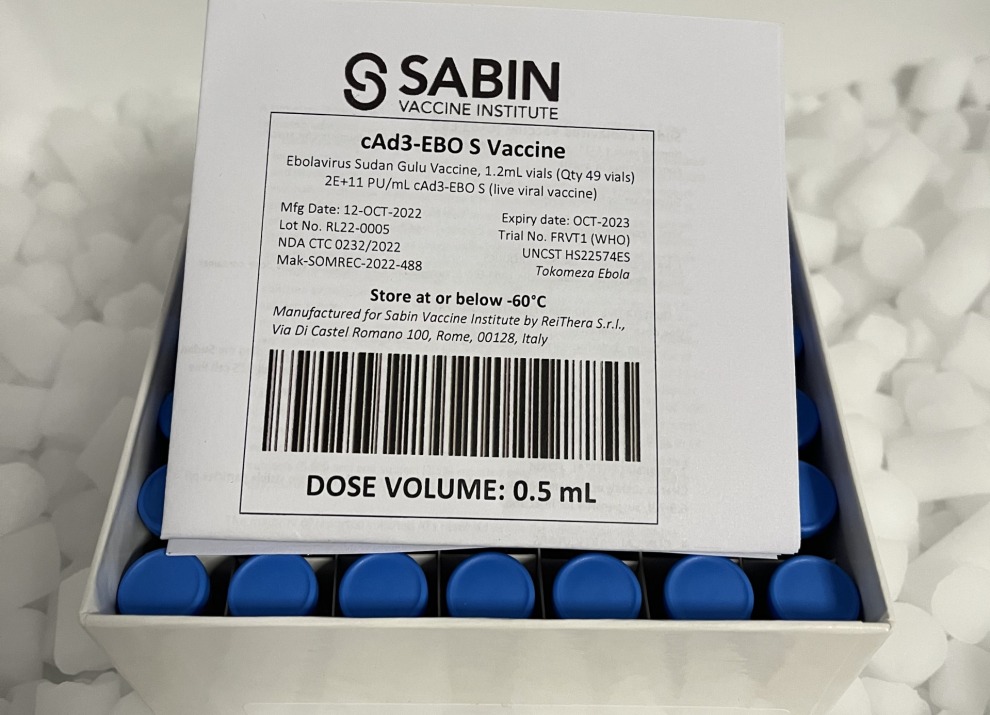 SABIN
VACCINE INSTITUTE
cAd3-EBO S Vaccine
Ebolavirus Sudan Gulu Vaccine, 1.2mL vials (Qty 49 vials)
2E+11 PU/mL cAd3-EBO S (live viral vaccine)
Mfg Date: 12-OCT-2022
Lot No. RL22-0005
NDA CTC 0232/2022
Mak-SOMREC-2022-488
Expiry date: OCT-2023
Trial No. FRVT1 (WHO)
UNCST HS22574ES
Tokomeza Ebola
Store at or below -60°C
Manufactured for Sabin Vaccine Institute by ReiThera S.r.l.,
Via Di Castel Romano 100, Rome, 00128, Italy
DOSE VOLUME: 0.5 mL